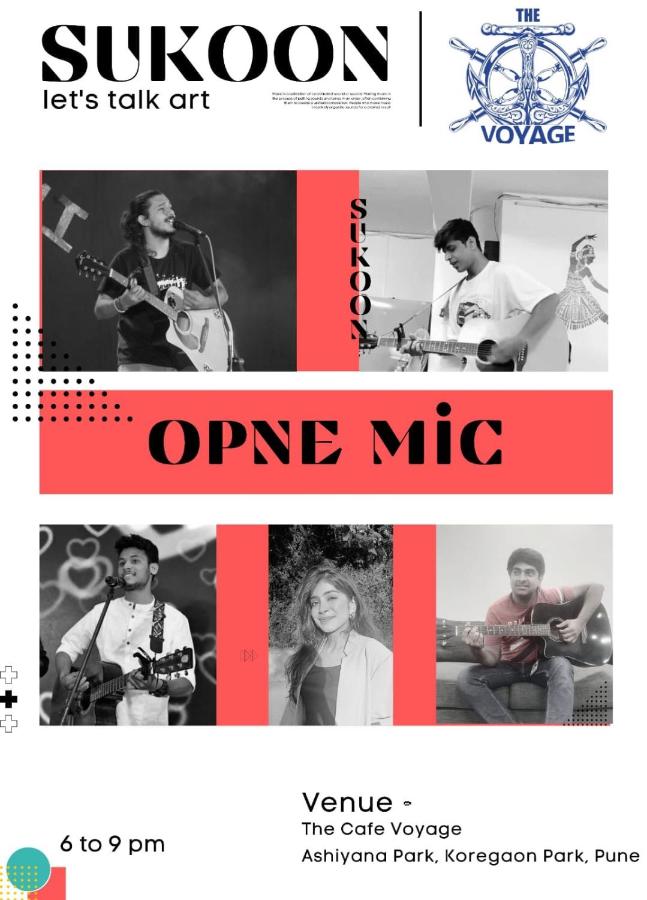 SUKOON
let's talk art
THE
VOYAGE
SUKOON
OPNE MiC
6 to 9 pm
Venue -
The Cafe Voyage
Ashiyana Park, Koregaon Park, Pune